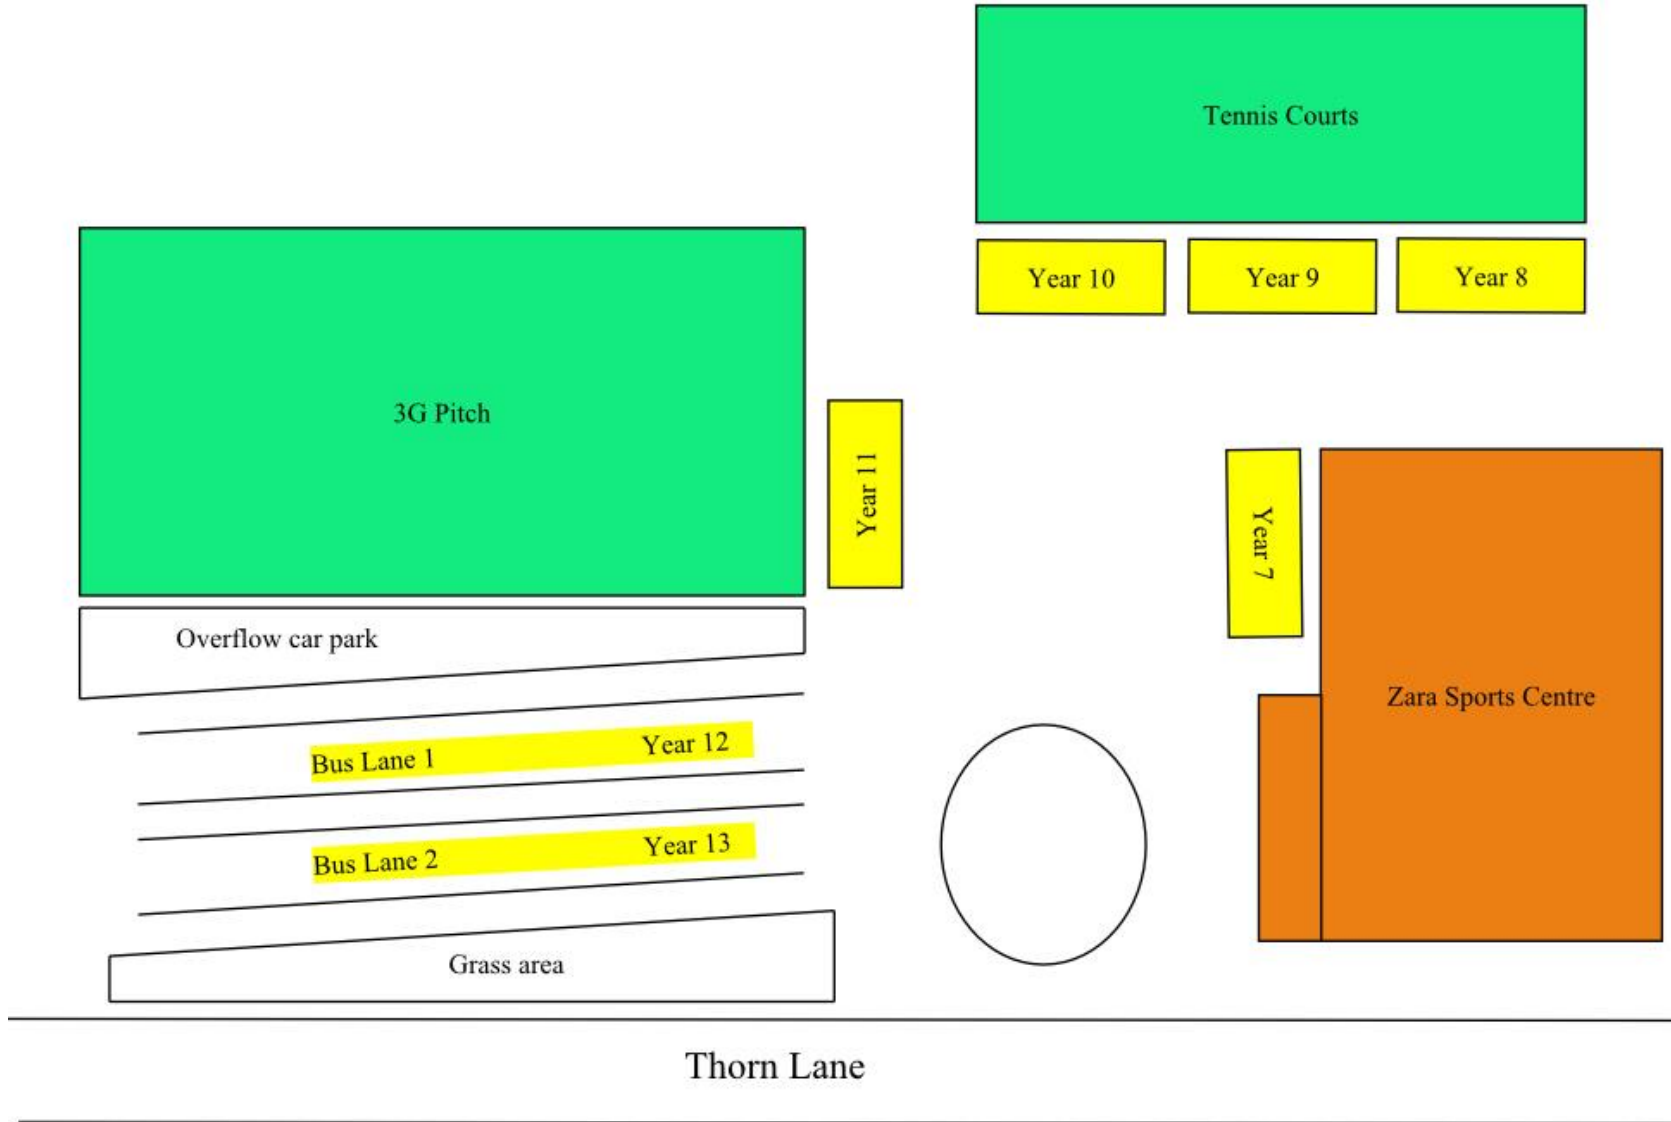 Tennis Courts
Year 10
Year 9
Year 8
3G Pitch
Year 11
Year 7
Overflow car park
Zara Sports Centre
Bus Lane 1
Year 12
Bus Lane 2
Year 13
Grass area
Thorn Lane